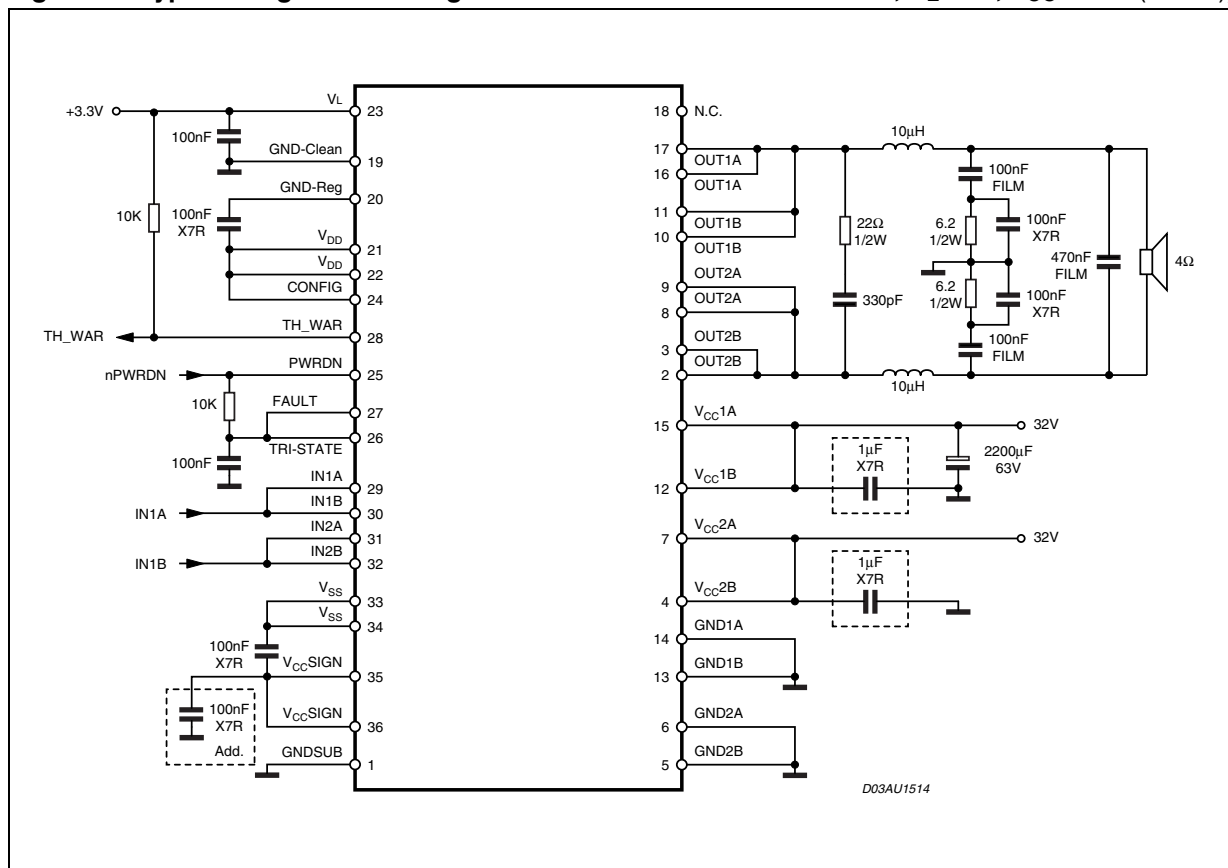 +3.3V
100nF
10K
VL
23
GND-Clean
19
GND-Reg
20
100nF
X7R
VDD
21
VDD
22
CONFIG
24
TH_WAR
TH_WAR
28
nPWRDN
PWRDN
25
10K
FAULT
27
26
TRI-STATE
100nF
IN1A
29
IN1B
30
IN1A
IN2A
31
IN2B
32
IN1B
VSS
33
VSS
34
100nF
X7R
VCCSIGN
35
100nF
X7R
Add.
VCCSIGN
36
GNDSUB
1
18
N.C.
17
OUT1A
16
OUT1A
11
OUT1B
10
OUT1B
OUT2A
9
OUT2A
8
OUT2B
3
OUT2B
2
10µH
22Ω
1/2W
330pF
100nF
FILM
6.2
1/2W
100nF
X7R
6.2
1/2W
100nF
X7R
100nF
FILM
470nF
FILM
4Ω
10µH
VCC1A
15
32V
1µF
X7R
2200µF
63V
VCC1B
12
VCC2A
7
32V
1µF
X7R
VCC2B
4
GND1A
14
GND1B
13
GND2A
6
GND2B
5
D03AU1514